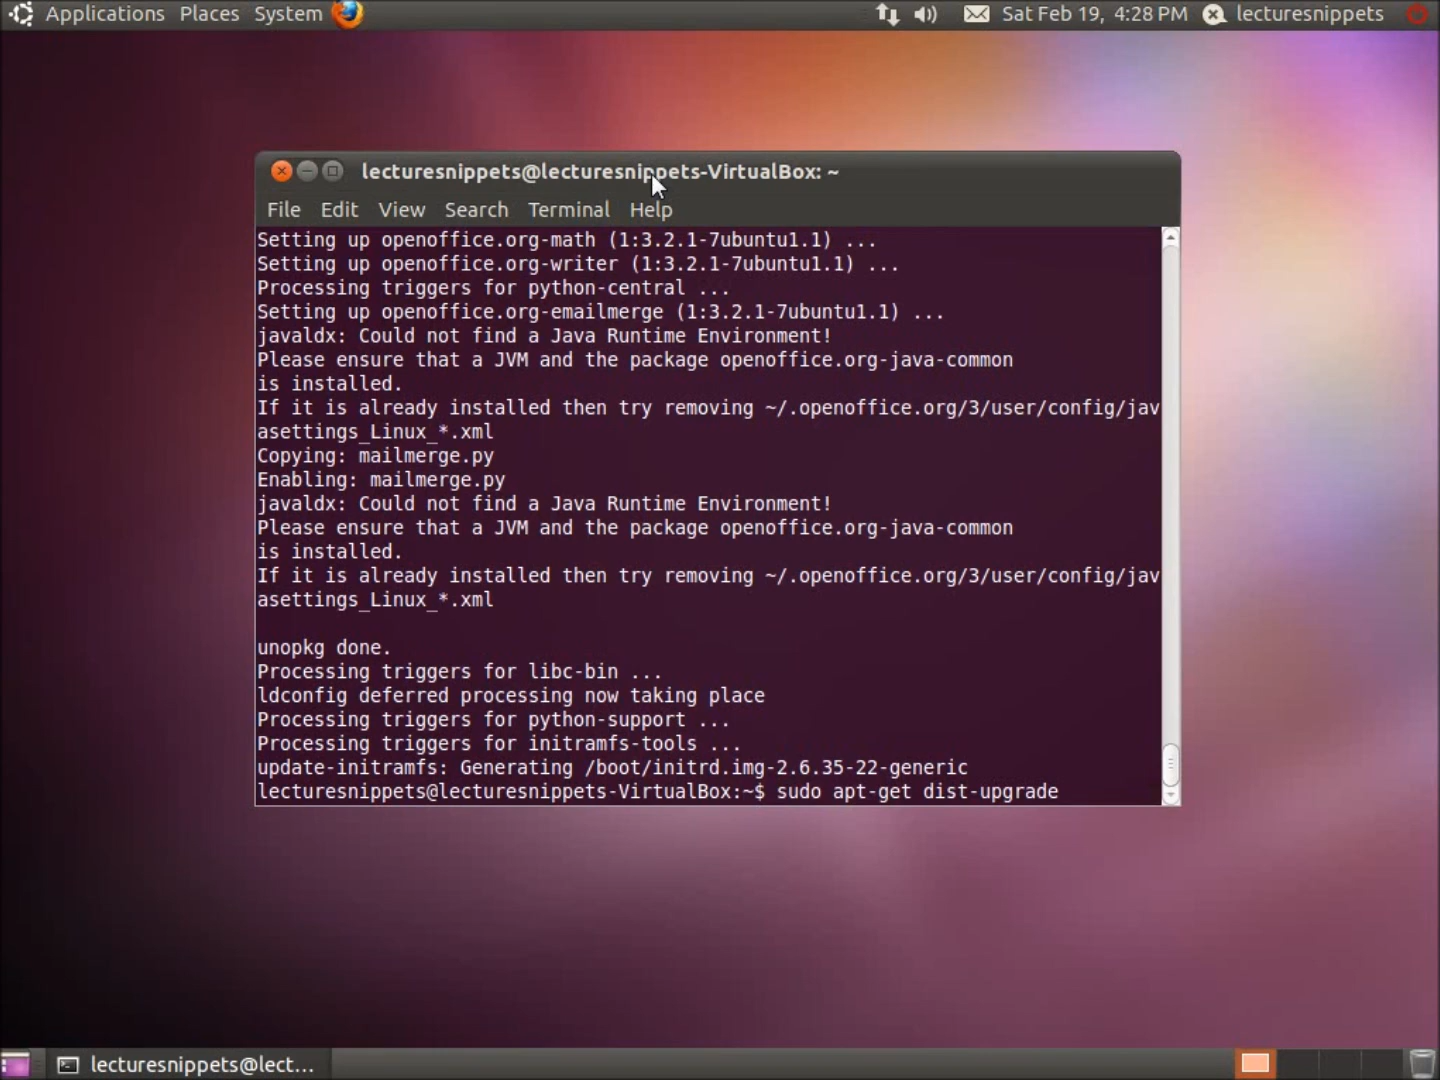 Applications Places System Sat Feb 19, 4:28 PM lecturesnippets
lecturesnippets@lecturesnippets-VirtualBox: ~
File Edit View Search Terminal Help
Setting up openoffice.org-math (1:3.2.1-7ubuntu1.1) ...
Setting up openoffice.org-writer (1:3.2.1-7ubuntu1.1) ...
Processing triggers for python-central ...
Setting up openoffice.org-emailmerge (1:3.2.1-7ubuntu1.1) ...
javaldx: Could not find a Java Runtime Environment!
Please ensure that a JVM and the package openoffice.org-java-common
is installed.
If it is already installed then try removing ~/.openoffice.org/3/user/config/jav
asettings_Linux_*.xml
Copying: mailmerge.py
Enabling: mailmerge.py
javaldx: Could not find a Java Runtime Environment!
Please ensure that a JVM and the package openoffice.org-java-common
is installed.
If it is already installed then try removing ~/.openoffice.org/3/user/config/jav
asettings_Linux_*.xml
unopkg done.
Processing triggers for libc-bin ...
ldconfig deferred processing now taking place
Processing triggers for python-support ...
Processing triggers for initramfs-tools ...
update-initramfs: Generating /boot/initrd.img-2.6.35-22-generic
lecturesnippets@lecturesnippets-VirtualBox:~$ sudo apt-get dist-upgrade
lecturesnippets@lect...